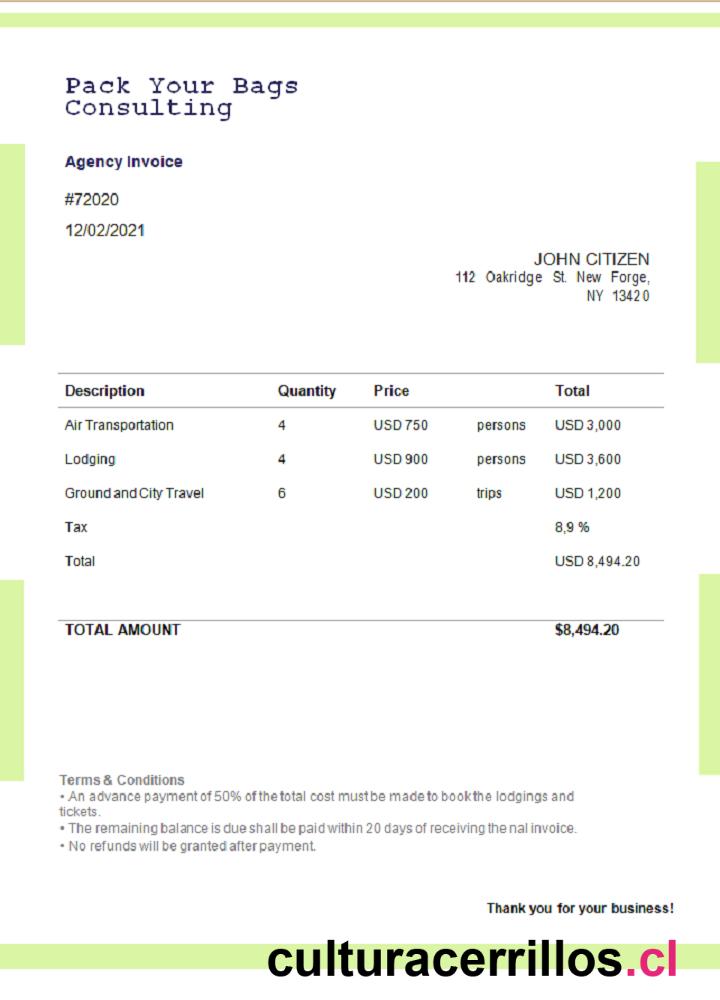 Pack Your Bags
Consulting
Agency Invoice
#72020
12/02/2021
JOHN CITIZEN
112 Oakridge St. New Forge,
NY 13420
Description Quantity Price Total
Air Transportation 4 USD 750 persons USD 3,000
Lodging 4 USD 900 persons USD 3,600
Ground and City Travel 6 USD 200 trips USD 1,200
Tax 8,9 %
Total USD 8,494.20
TOTAL AMOUNT $8,494.20
Terms & Conditions
• An advance payment of 50% of the total cost must be made to book the lodgings and
tickets.
• The remaining balance is due shall be paid within 20 days of receiving the nal invoice.
• No refunds will be granted after payment.
Thank you for your business!
culturacerrillos.cl